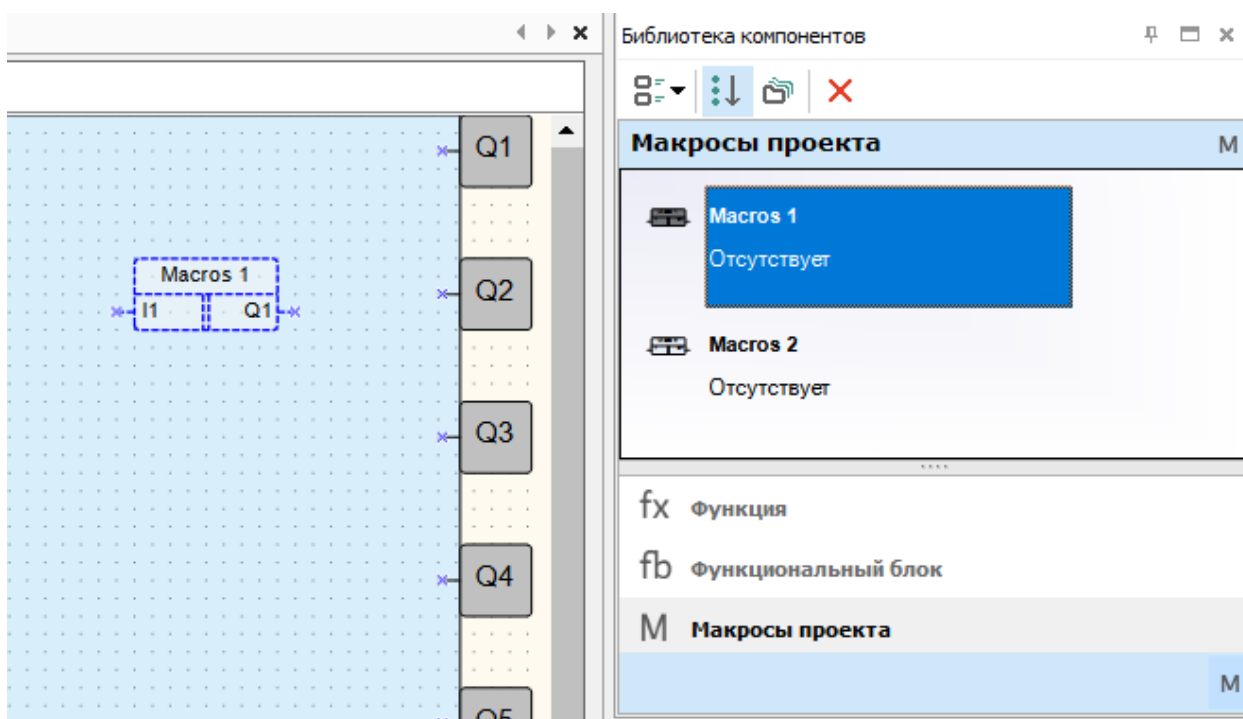 Q1
Macros 1
I1 Q1
Q2
Q3
Q4
Q5
Библиотека компонентов
Макросы проекта M
Macros 1
Отсутствует
Macros 2
Отсутствует
fx Функция
fb Функциональный блок
M Макросы проекта
M